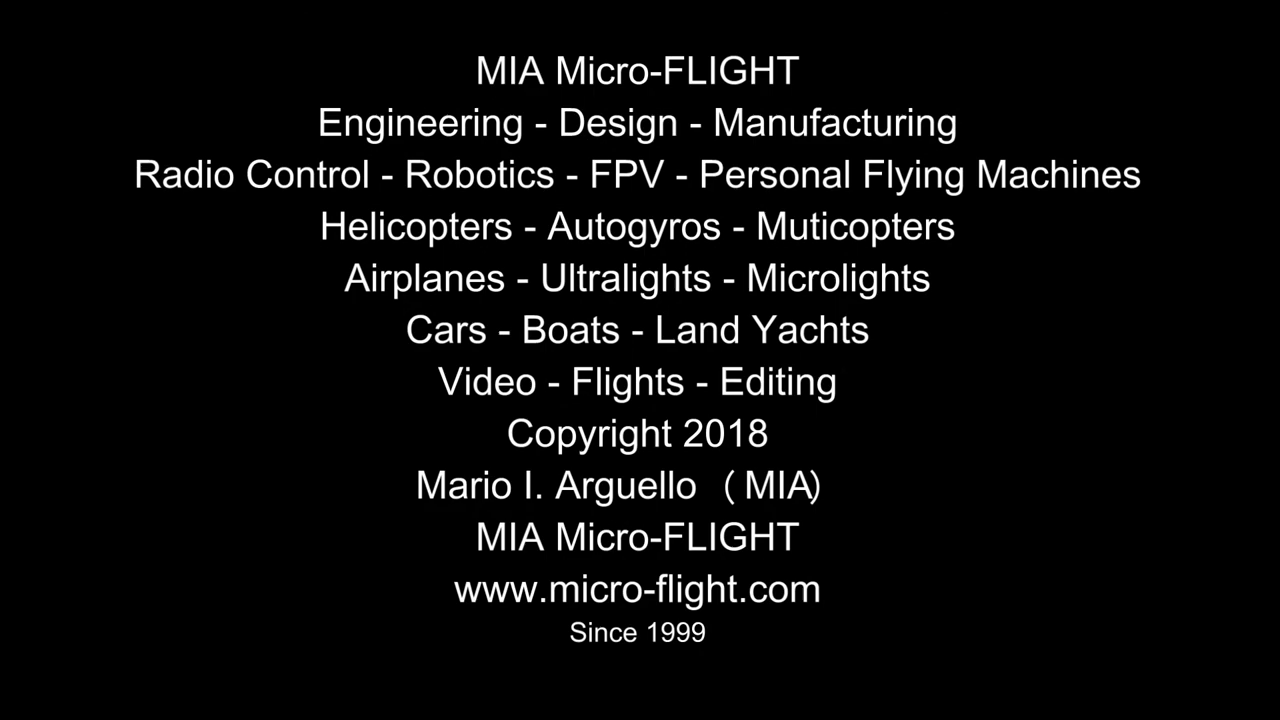 MIA Micro-FLIGHT
Engineering - Design - Manufacturing
Radio Control - Robotics - FPV - Personal Flying Machines
Helicopters - Autogyros - Muticopters
Airplanes - Ultralights - Microlights
Cars - Boats - Land Yachts
Video - Flights - Editing
Copyright 2018
Mario I. Arguello ( MIA)
MIA Micro-FLIGHT
www.micro-flight.com
Since 1999